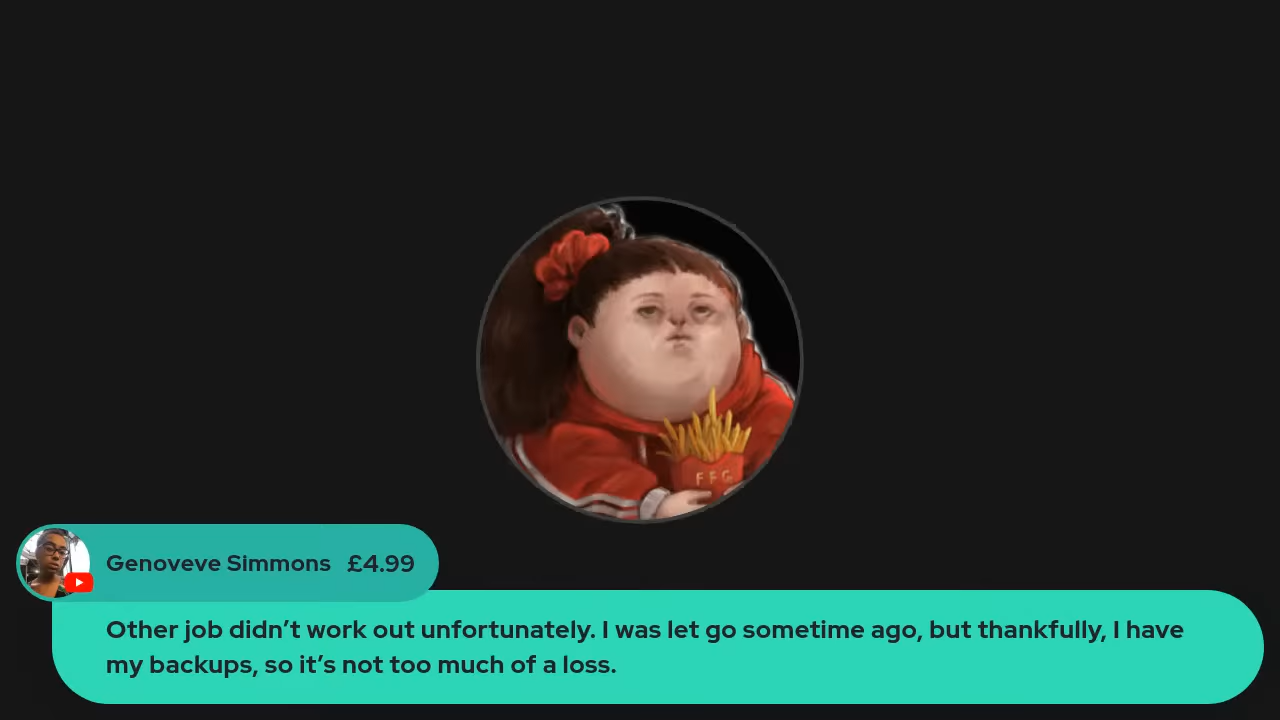 FFG
Genoveve Simmons £4.99
Other job didn’t work out unfortunately. I was let go sometime ago, but thankfully, I have
my backups, so it’s not too much of a loss.